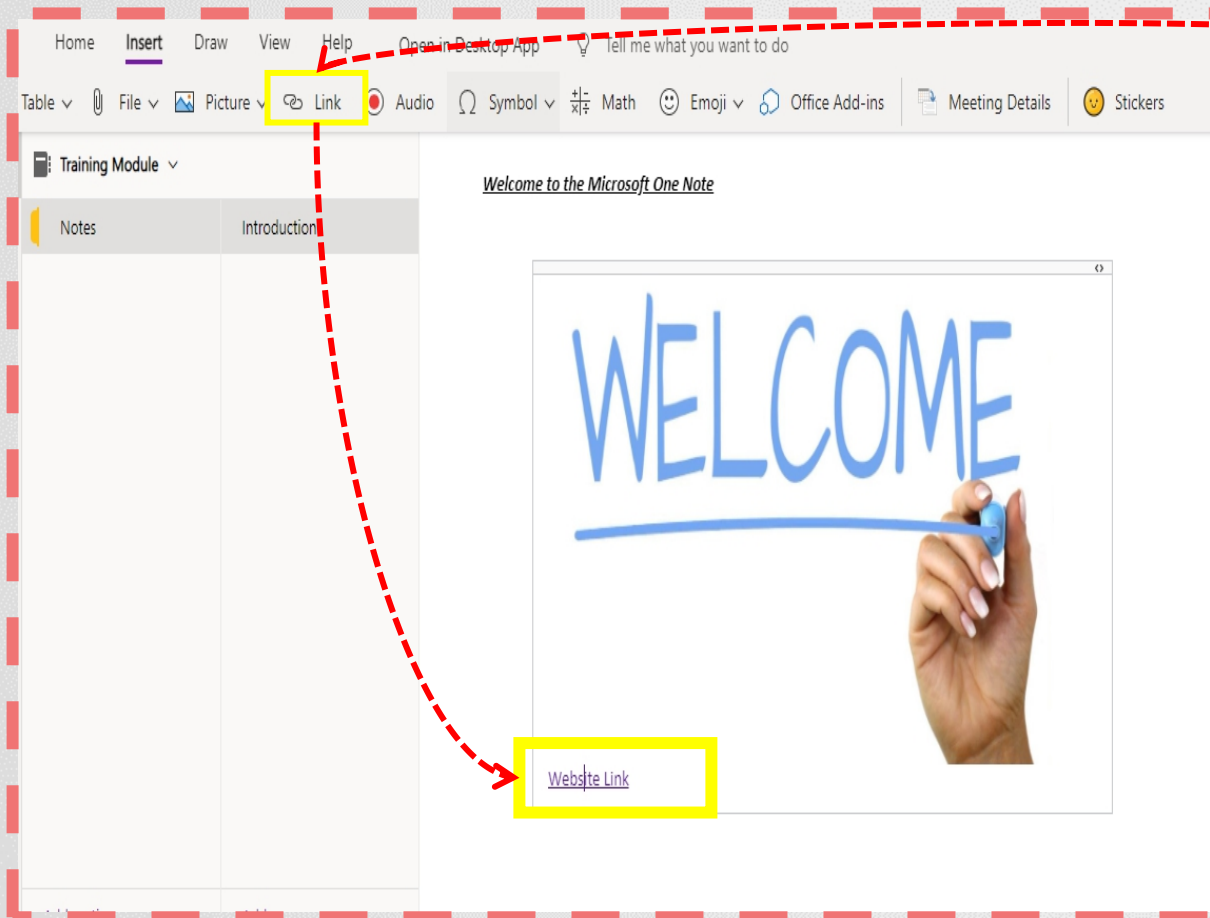 Home Insert Draw View Help Open in Desktop App Tell me what you want to do
Table File Picture Link Audio Symbol Math Emoji Office Add-ins Meeting Details Stickers
Training Module
Welcome to the Microsoft One Note
Notes Introduction
WELCOME
Website Link